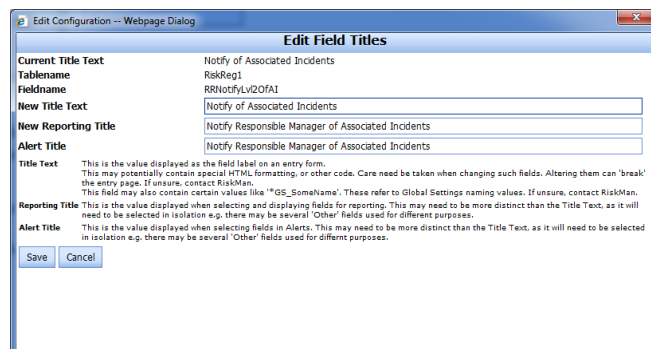 Edit Configuration -- Webpage Dialog
Edit Field Titles
Current Title Text Notify of Associated Incidents
Tablename RiskReg1
Fieldname RRNotifyLvl2OfAI
New Title Text Notify of Associated Incidents
New Reporting Title Notify Responsible Manager of Associated Incidents
Alert Title Notify Responsible Manager of Associated Incidents
Title Text This is the value displayed as the field label on an entry form.
This may potentially contain special HTML formatting, or other code. Care need be taken when changing such fields. Altering them can 'break'
the entry page. If unsure, contact RiskMan.
This field may also contain certain values like '*GS_SomeName'. These refer to Global Settings naming values. If unsure, contact RiskMan.
Reporting Title This is the value displayed when selecting and displaying fields for reporting. This may need to be more distinct than the Title Text, as it will
need to be selected in isolation e.g. there may be several 'Other' fields used for different purposes.
Alert Title This is the value displayed when selecting fields in Alerts. This may need to be more distinct than the Title Text, as it will need to be selected
in isolation e.g. there may be several 'Other' fields used for differnt purposes.
Save Cancel